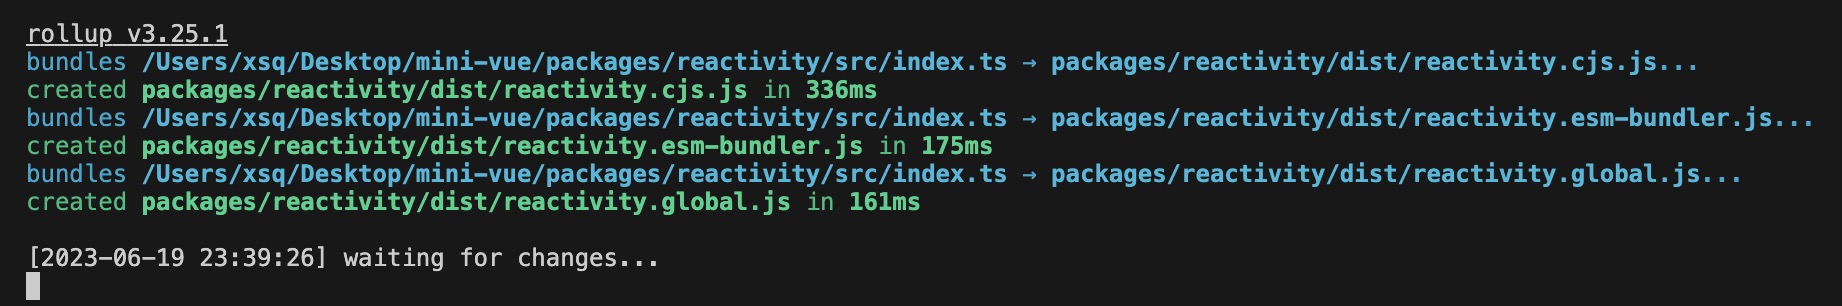 rollup v3.25.1
bundles /Users/xsq/Desktop/mini-vue/packages/reactivity/src/index.ts → packages/reactivity/dist/reactivity.cjs.js...
created packages/reactivity/dist/reactivity.cjs.js in 336ms
bundles /Users/xsq/Desktop/mini-vue/packages/reactivity/src/index.ts → packages/reactivity/dist/reactivity.esm-bundler.js...
created packages/reactivity/dist/reactivity.esm-bundler.js in 175ms
bundles /Users/xsq/Desktop/mini-vue/packages/reactivity/src/index.ts → packages/reactivity/dist/reactivity.global.js...
created packages/reactivity/dist/reactivity.global.js in 161ms
[2023-06-19 23:39:26] waiting for changes...